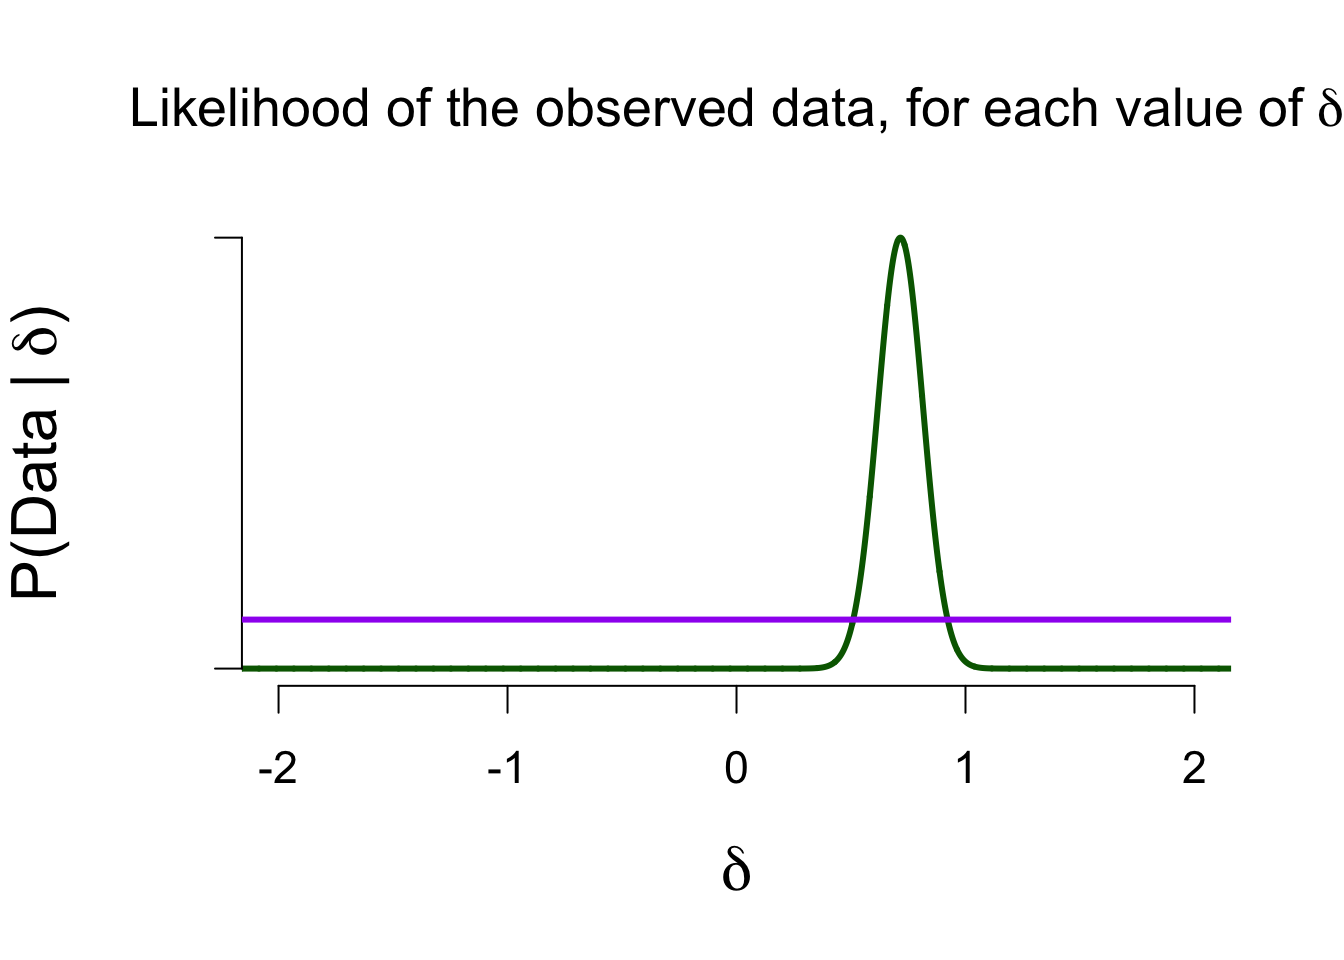 Likelihood of the observed data, for each value of δ
P(Data | δ)
-2 -1 0 1 2
δ